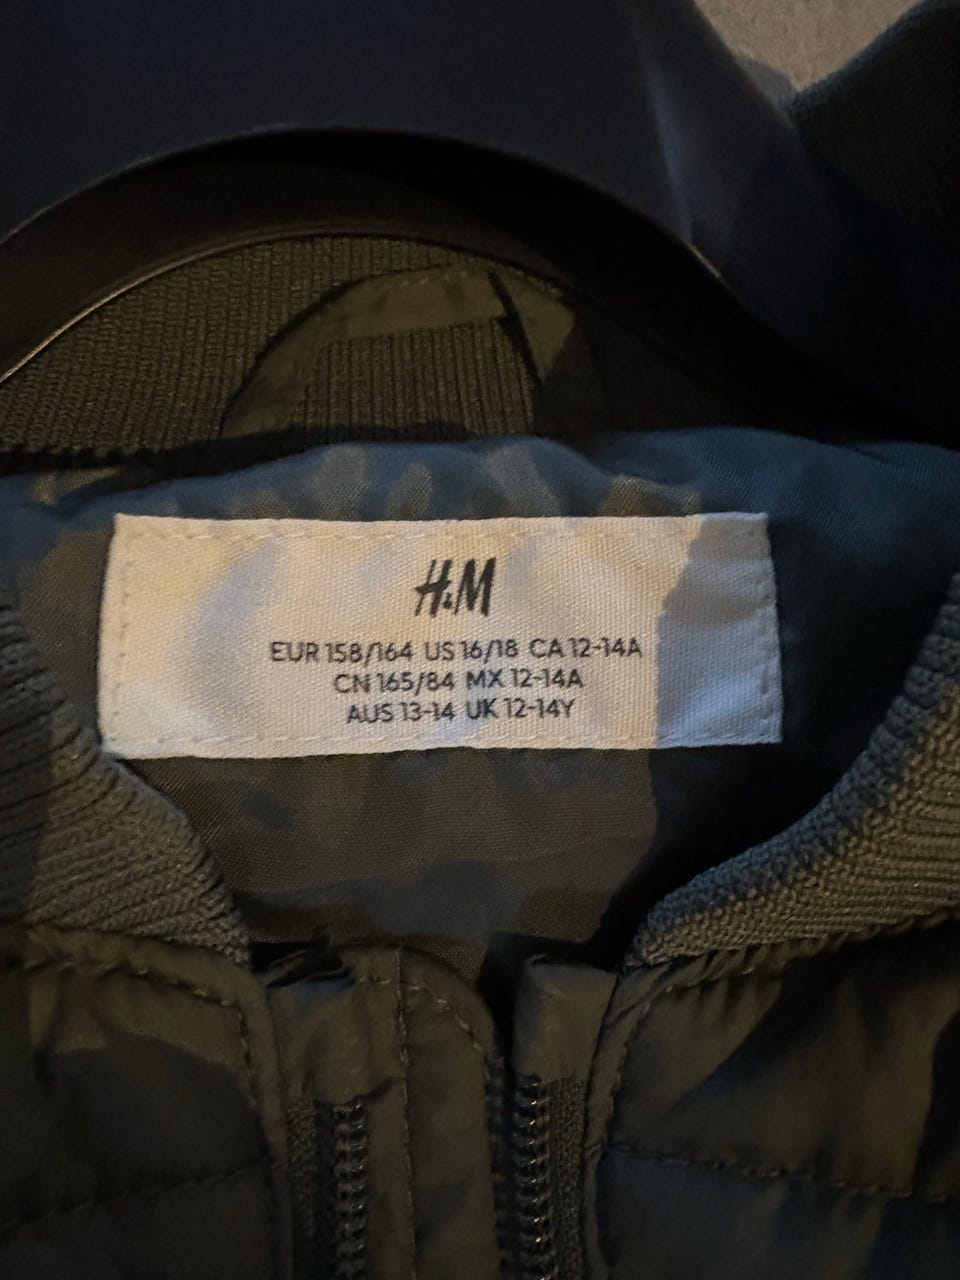 H&M
EUR 158/164 US 16/18 CA 12-14A
CN 165/84 MX 12-14A
AUS 13-14 UK 12-14Y